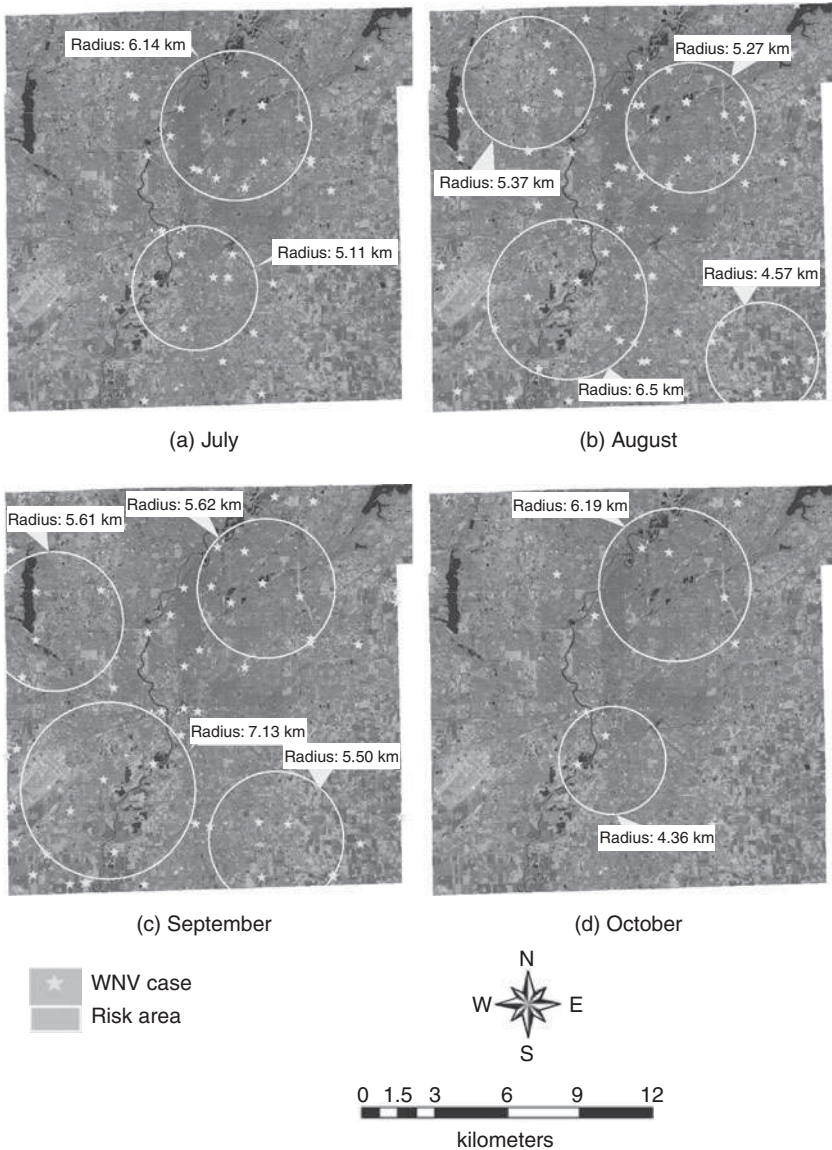 Radius: 6.14 km
Radius: 5.11 km
(a) July
Radius: 5.27 km
Radius: 5.37 km
Radius: 4.57 km
Radius: 6.5 km
(b) August
Radius: 5.62 km
Radius: 5.61 km
Radius: 7.13 km
Radius: 5.50 km
(c) September
Radius: 6.19 km
Radius: 4.36 km
(d) October
WNV case
Risk area
N
W E
S
0 1.5 3 6 9 12
kilometers